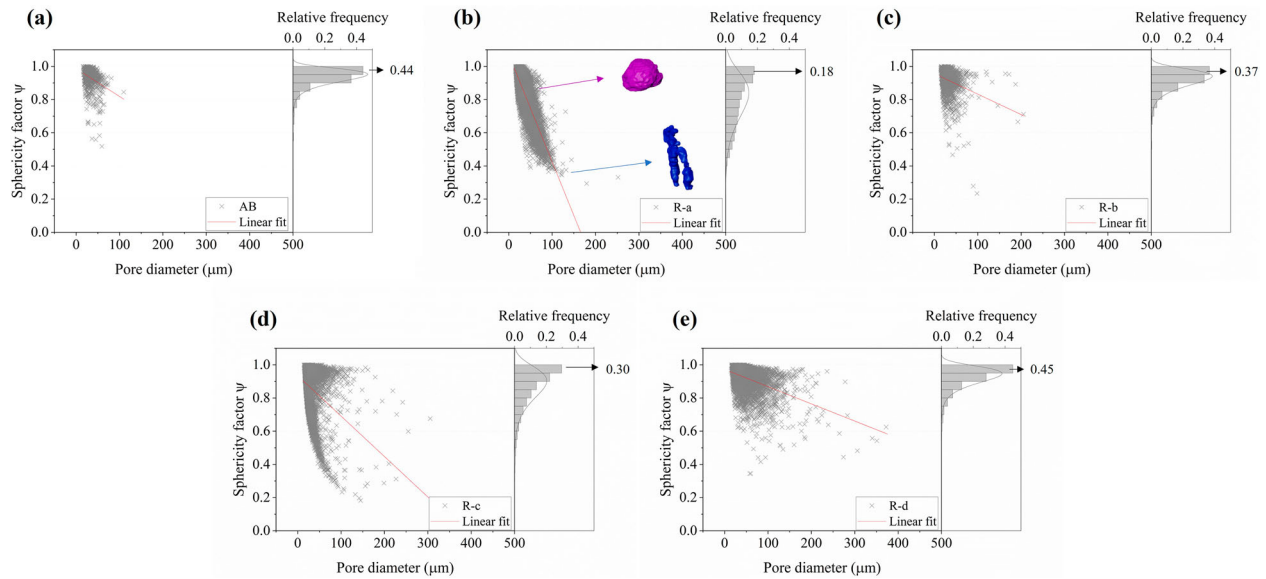 (a)
Relative frequency
0.0 0.2 0.4
1.0
0.8
0.6
0.4
0.2
0.0
Sphericity factor ψ
0.44
AB
Linear fit
0 100 200 300 400 500
Pore diameter (μm)
(b)
Relative frequency
0.0 0.2 0.4
1.0
0.8
0.6
0.4
0.2
0.0
Sphericity factor ψ
0.18
R-a
Linear fit
0 100 200 300 400 500
Pore diameter (μm)
(c)
Relative frequency
0.0 0.2 0.4
1.0
0.8
0.6
0.4
0.2
0.0
Sphericity factor ψ
0.37
R-b
Linear fit
0 100 200 300 400 500
Pore diameter (μm)
(d)
Relative frequency
0.0 0.2 0.4
1.0
0.8
0.6
0.4
0.2
0.0
Sphericity factor ψ
0.30
R-c
Linear fit
0 100 200 300 400 500
Pore diameter (μm)
(e)
Relative frequency
0.0 0.2 0.4
1.0
0.8
0.6
0.4
0.2
0.0
Sphericity factor ψ
0.45
R-d
Linear fit
0 100 200 300 400 500
Pore diameter (μm)